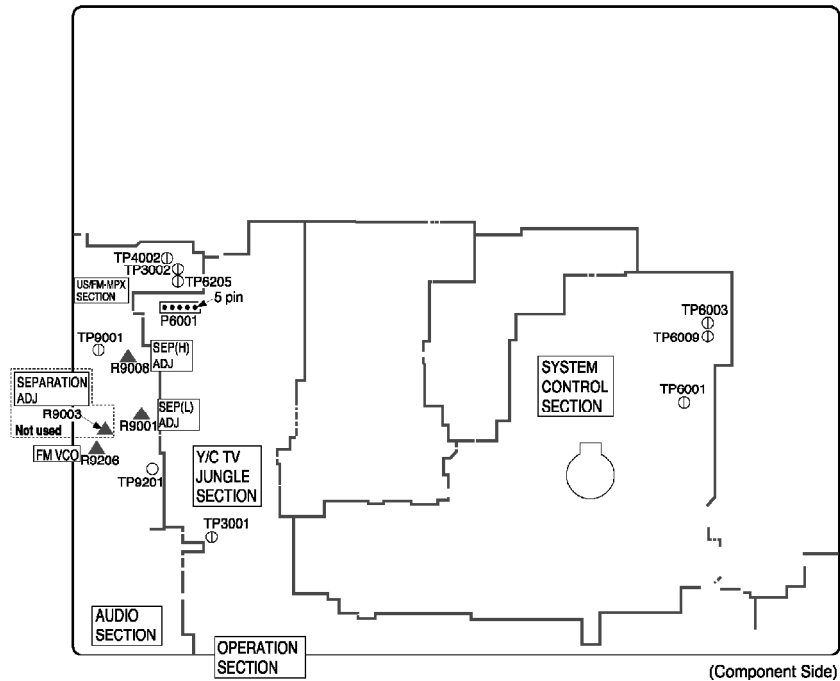 TP4002
TP3002
TP6205
US/FM-MPX
SECTION
5 pin
P6001
TP6003
TP6009
TP9001
SEP(H)
ADJ
R9008
SYSTEM
CONTROL
SECTION
SEPARATION
ADJ
TP6001
R9003
SEP(L)
ADJ
R9001
Not used
FM VCO
R9206
Y/C TV
JUNGLE
SECTION
TP9201
TP3001
AUDIO
SECTION
OPERATION
SECTION
(Component Side)